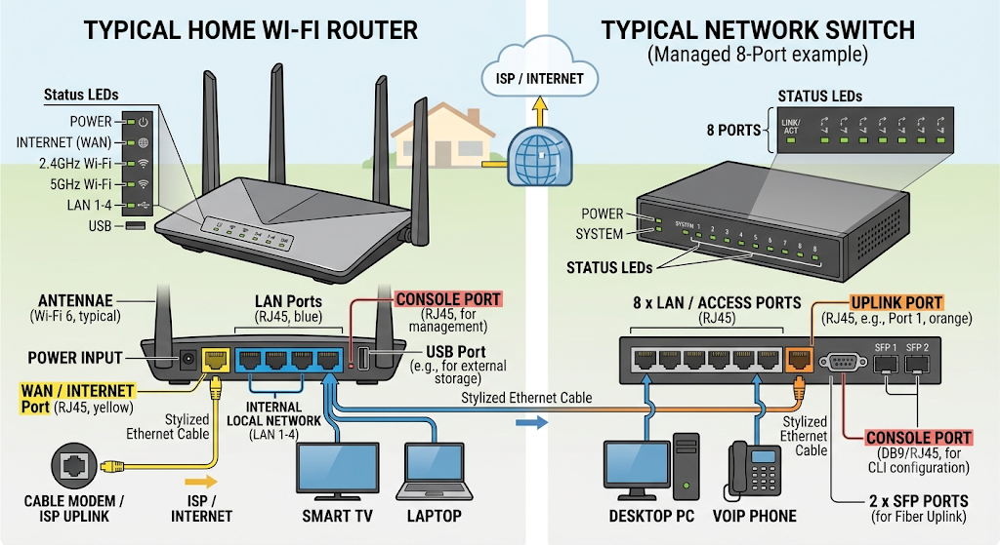 TYPICAL HOME WI-FI ROUTER
Status LEDs
POWER
INTERNET (WAN)
2.4GHz Wi-Fi
5GHz Wi-Fi
LAN 1-4
USB
ISP / INTERNET
TYPICAL NETWORK SWITCH
(Managed 8-Port example)
STATUS LEDs
8 PORTS
LINK/
ACT
POWER
SYSTEM
SYSTEM 1 2 3 4 5 6 7 8 8
STATUS LEDs
ANTENNAE
(Wi-Fi 6, typical)
LAN Ports
(RJ45, blue)
CONSOLE PORT
(RJ45, for
management)
POWER INPUT
USB Port
(e.g., for external
storage)
WAN / INTERNET
Port (RJ45, yellow)
Stylized
Ethernet Cable
INTERNAL
LOCAL NETWORK
(LAN 1-4)
CABLE MODEM /
ISP UPLINK
ISP /
INTERNET
SMART TV
LAPTOP
Stylized Ethernet Cable
8 x LAN / ACCESS PORTS
(RJ45)
UPLINK PORT
(RJ45, e.g., Port 1, orange)
SFP 1 SFP 2
Stylized
Ethernet
Cable
CONSOLE PORT
(DB9/RJ45, for
CLI configuration)
2 x SFP PORTS
(for Fiber Uplink)
DESKTOP PC
VOIP PHONE